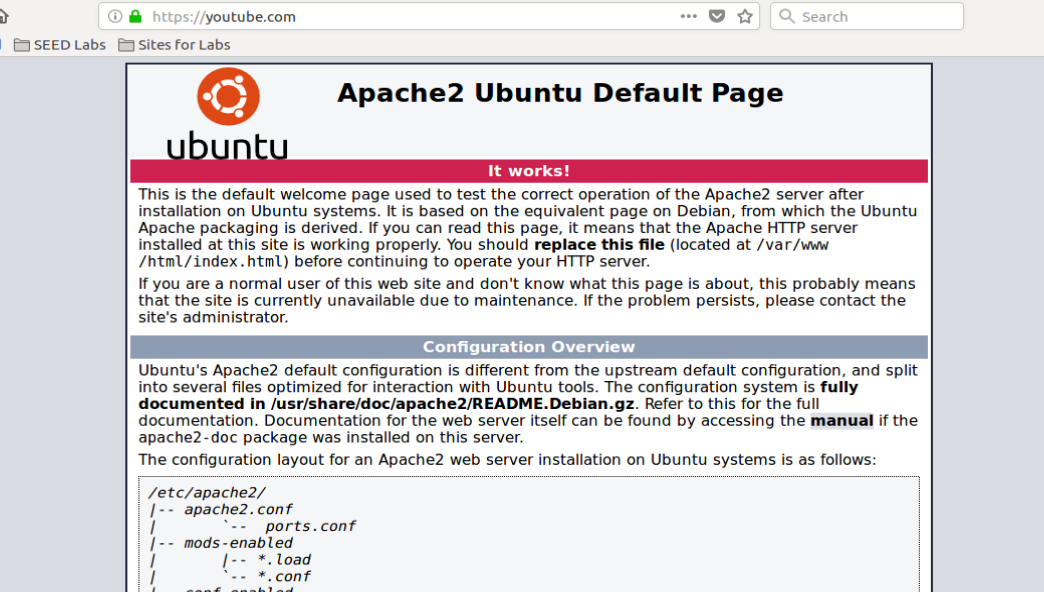 https://youtube.com
Search
SEED Labs
Sites for Labs
ubuntu
Apache2 Ubuntu Default Page
It works!
This is the default welcome page used to test the correct operation of the Apache2 server after
installation on Ubuntu systems. It is based on the equivalent page on Debian, from which the Ubuntu
Apache packaging is derived. If you can read this page, it means that the Apache HTTP server
installed at this site is working properly. You should replace this file (located at /var/www
/html/index.html) before continuing to operate your HTTP server.
If you are a normal user of this web site and don't know what this page is about, this probably means
that the site is currently unavailable due to maintenance. If the problem persists, please contact the
site's administrator.
Configuration Overview
Ubuntu's Apache2 default configuration is different from the upstream default configuration, and split
into several files optimized for interaction with Ubuntu tools. The configuration system is fully
documented in /usr/share/doc/apache2/README.Debian.gz. Refer to this for the full
documentation. Documentation for the web server itself can be found by accessing the manual if the
apache2-doc package was installed on this server.
The configuration layout for an Apache2 web server installation on Ubuntu systems is as follows:
/etc/apache2/
|-- apache2.conf
|       `--  ports.conf
|-- mods-enabled
|       |-- *.load
|       `-- *.conf
|-- conf-enabled